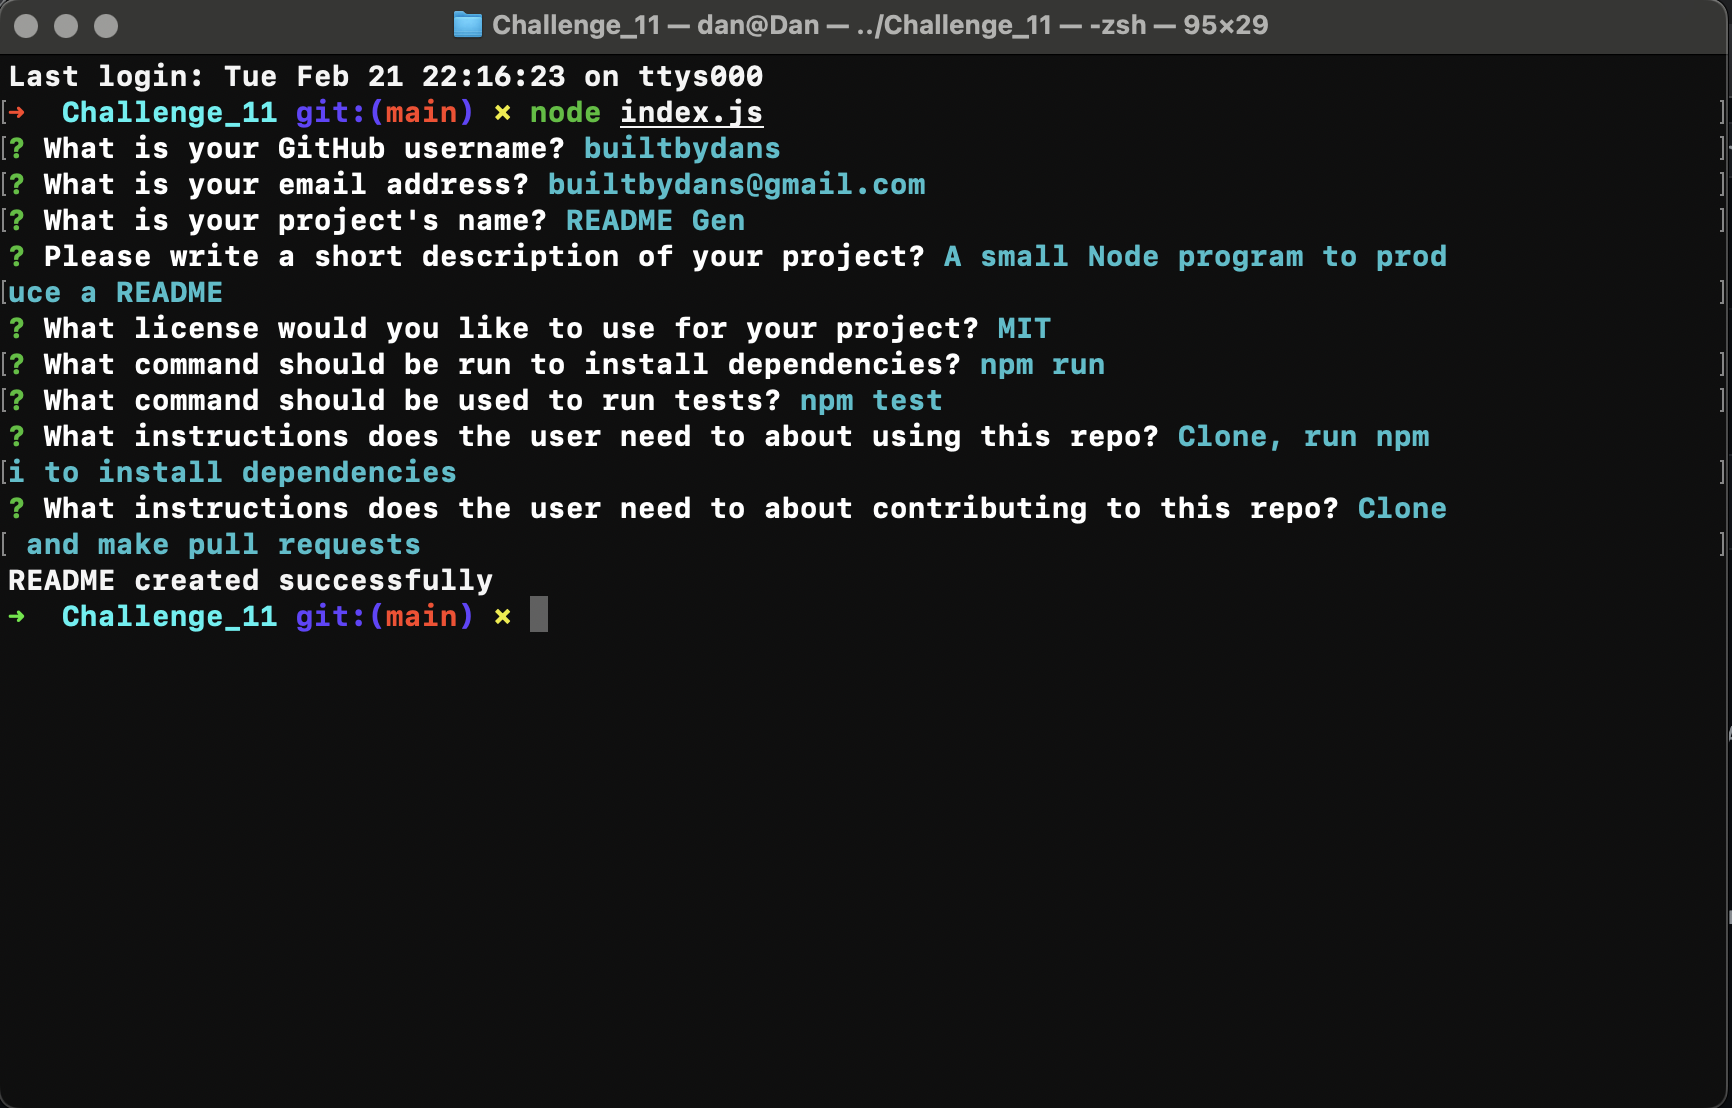 Challenge_11 — dan@Dan — ../Challenge_11 — -zsh — 95×29
Last login: Tue Feb 21 22:16:23 on ttys000
[➜  Challenge_11 git:(main) ✗ node index.js ]
[? What is your GitHub username? builtbydans ]
[? What is your email address? builtbydans@gmail.com ]
[? What is your project's name? README Gen ]
? Please write a short description of your project? A small Node program to prod
[uce a README ]
? What license would you like to use for your project? MIT
[? What command should be run to install dependencies? npm run ]
[? What command should be used to run tests? npm test ]
? What instructions does the user need to about using this repo? Clone, run npm
[i to install dependencies ]
? What instructions does the user need to about contributing to this repo? Clone
[ and make pull requests ]
README created successfully
➜  Challenge_11 git:(main) ✗